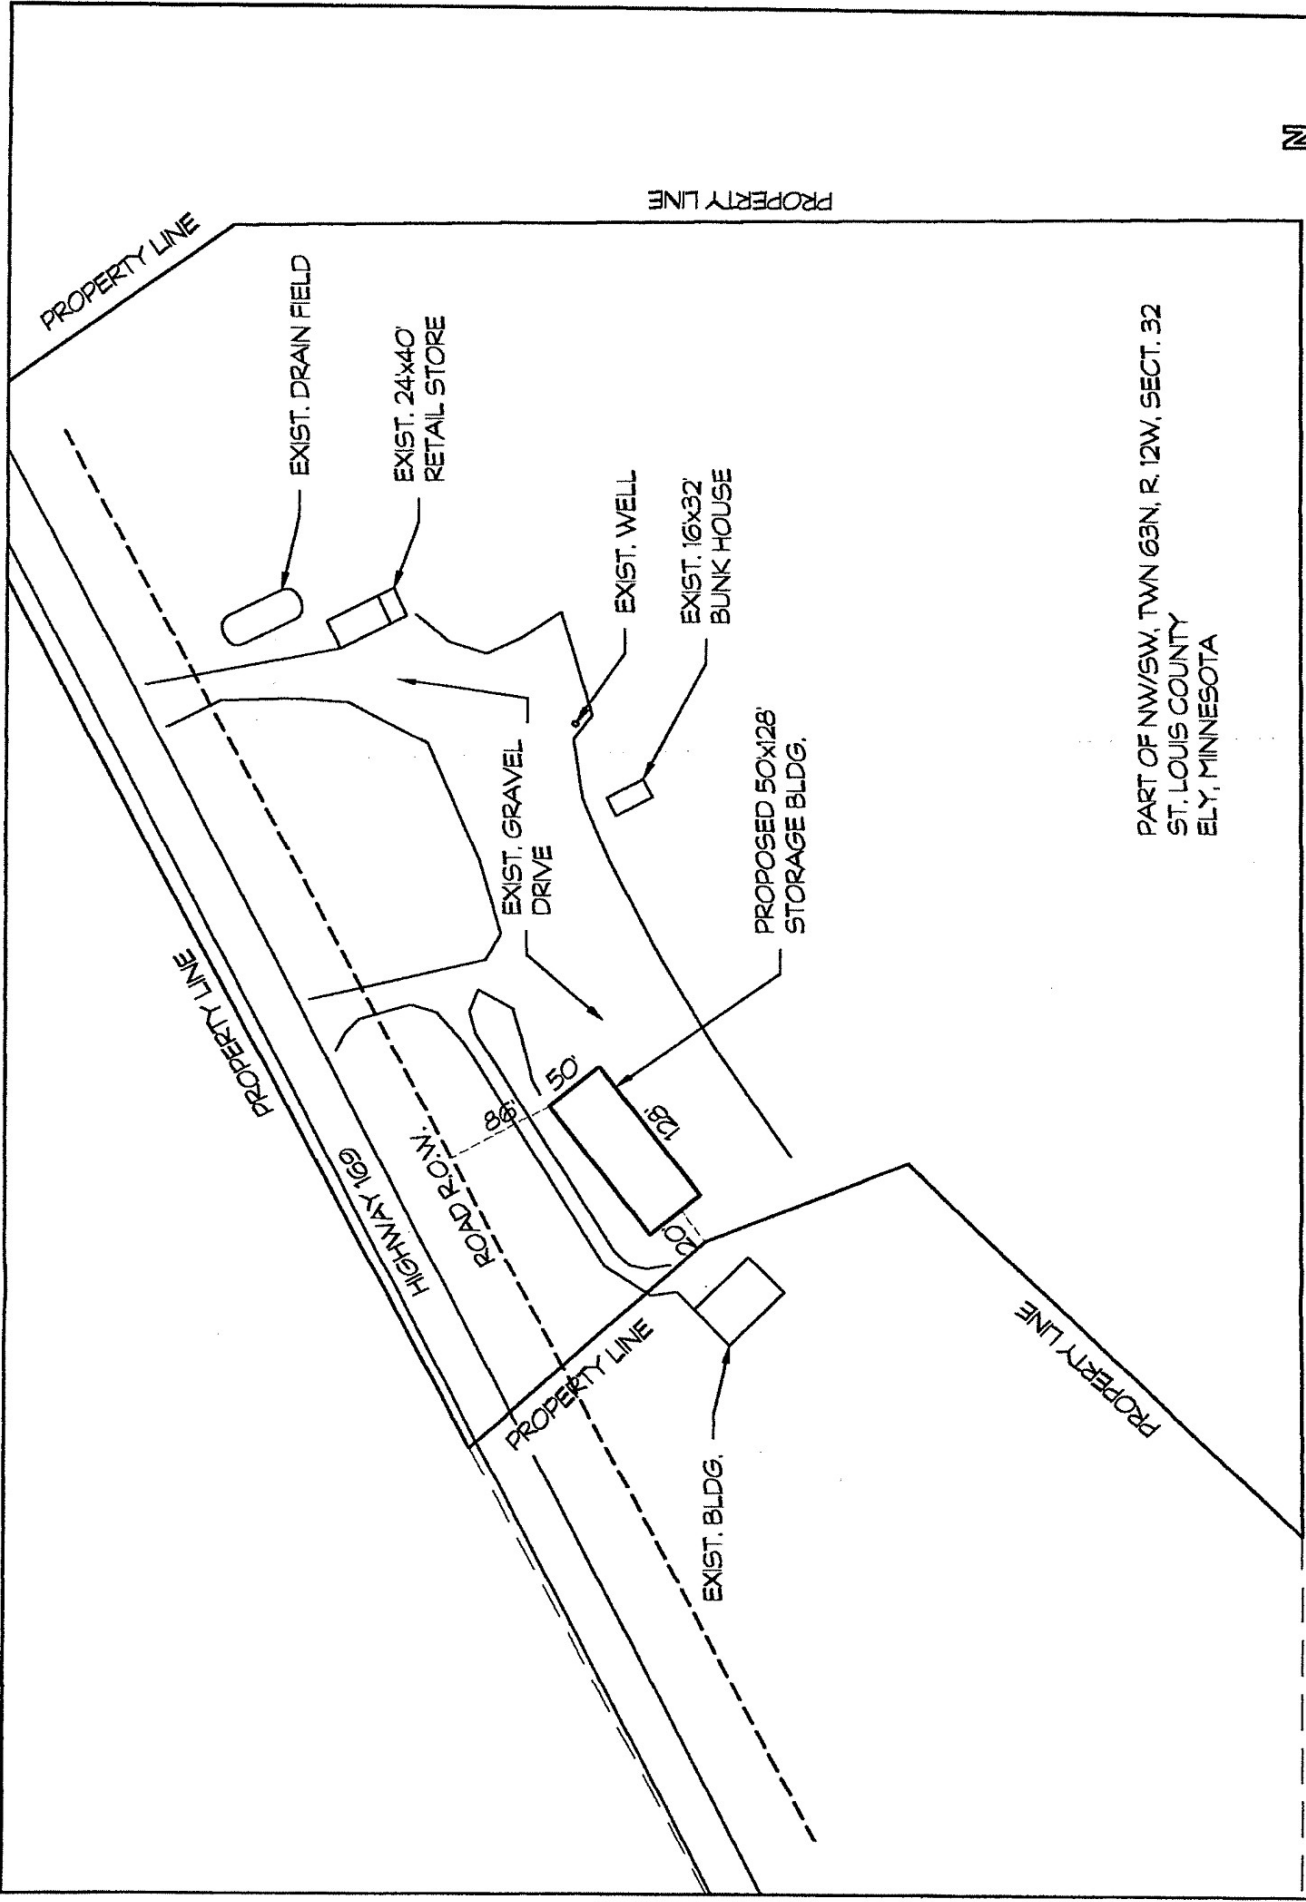 PROPERTY LINE
EXIST. DRAIN FIELD
EXIST. 24x40'
RETAIL STORE
PROPERTY LINE
PROPERTY LINE
HIGHWAY 169
ROAD R.O.W.
EXIST. GRAVEL
DRIVE
EXIST. WELL
EXIST. 16x32'
BUNK HOUSE
86'
50'
128'
20'
PROPOSED 50x128'
STORAGE BLDG.
PROPERTY LINE
EXIST. BLDG.
PROPERTY LINE
PART OF NW/SW, TWN 63N, R. 12W, SECT. 32
ST. LOUIS COUNTY
ELY, MINNESOTA
N